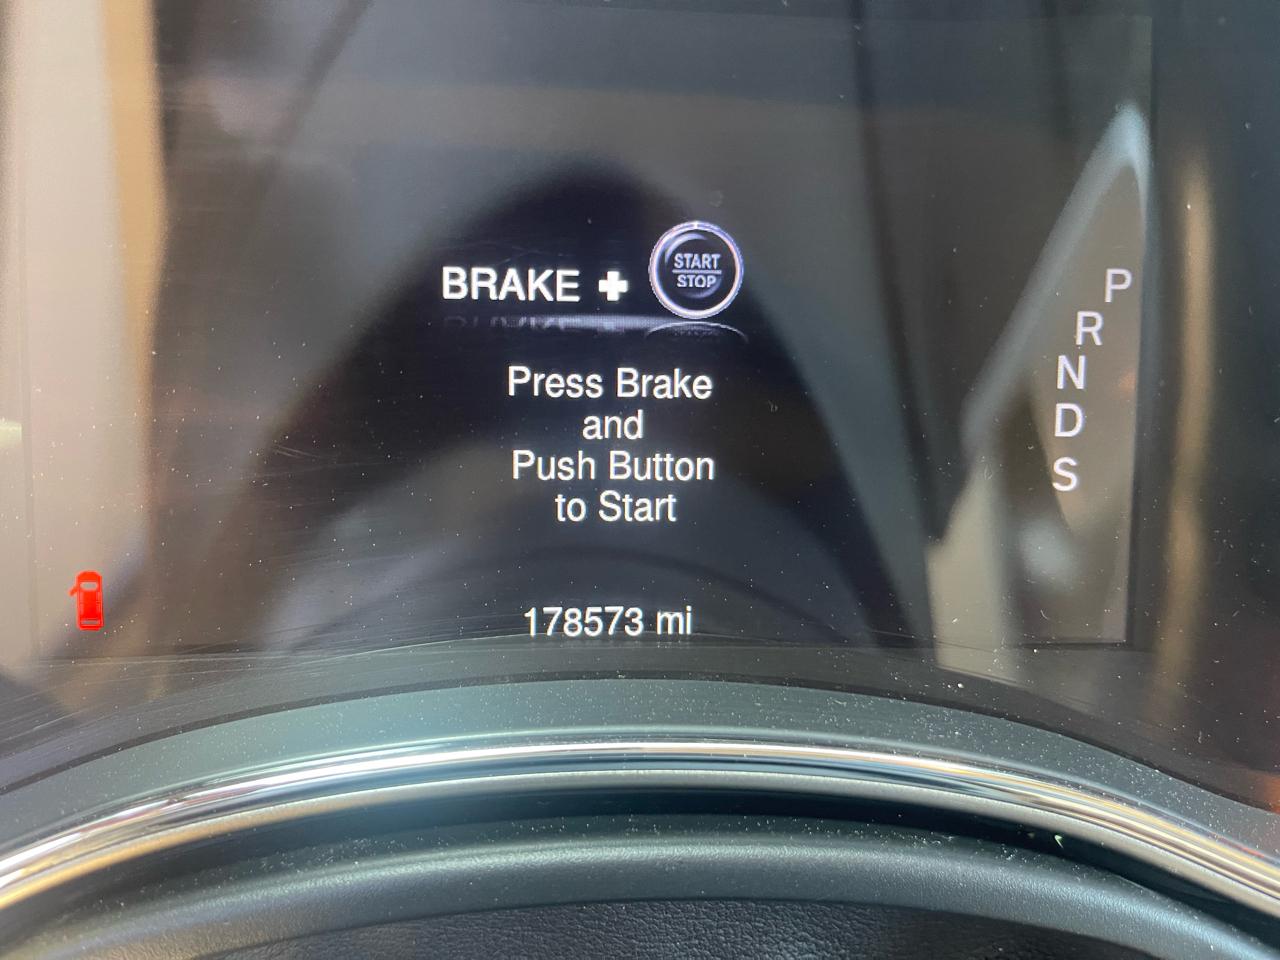 BRAKE + START
STOP
Press Brake
and
Push Button
to Start
178573 mi
P
R
N
D
S